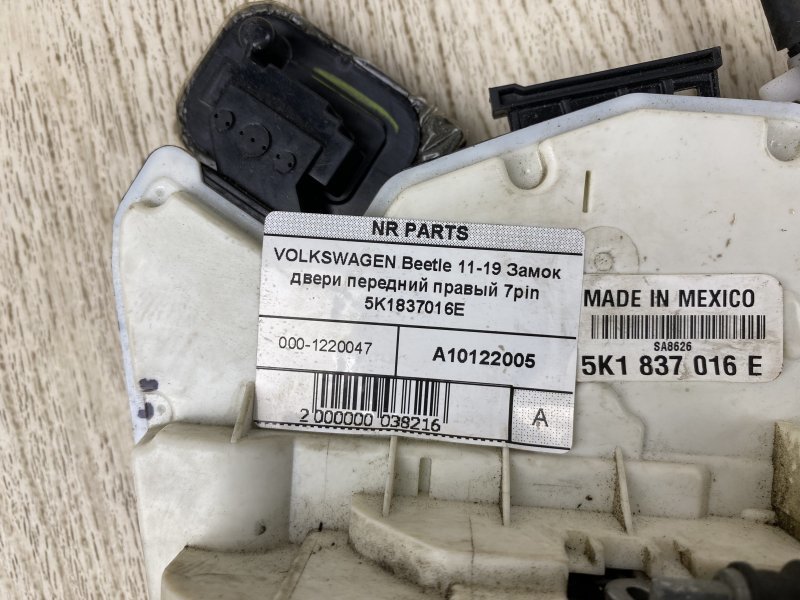 NR PARTS
VOLKSWAGEN Beetle 11-19 Замок
двери передний правый 7pin
5K1837016E
000-1220047
A10122005
2 000000 038216
A
MADE IN MEXICO
SA8626
5K1 837 016 E